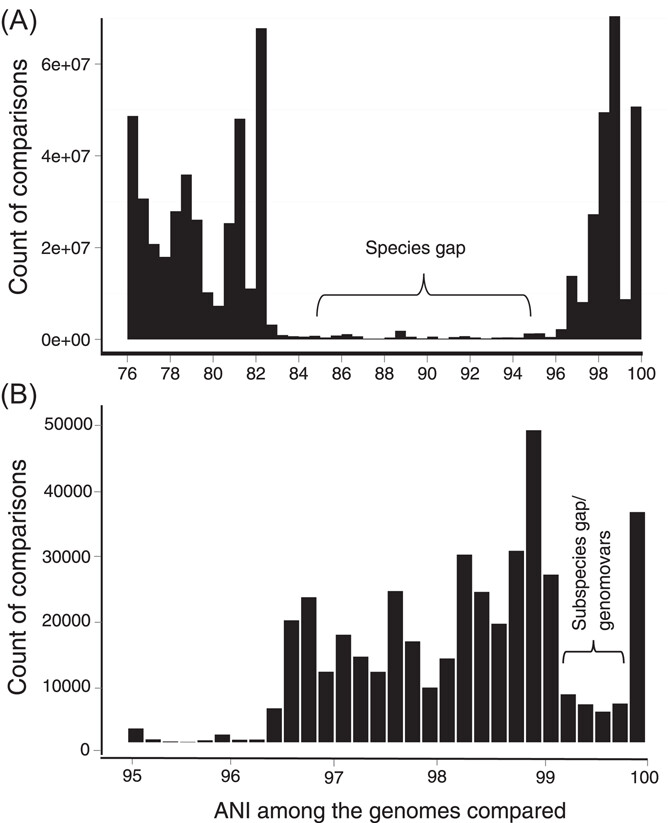 (A)
Count of comparisons
6e+07
4e+07
2e+07
0e+00
Species gap
76 78 80 82 84 86 88 90 92 94 96 98 100
(B)
Count of comparisons
50000
40000
30000
20000
10000
0
Subspecies gap/
genomovars
95 96 97 98 99 100
ANI among the genomes compared